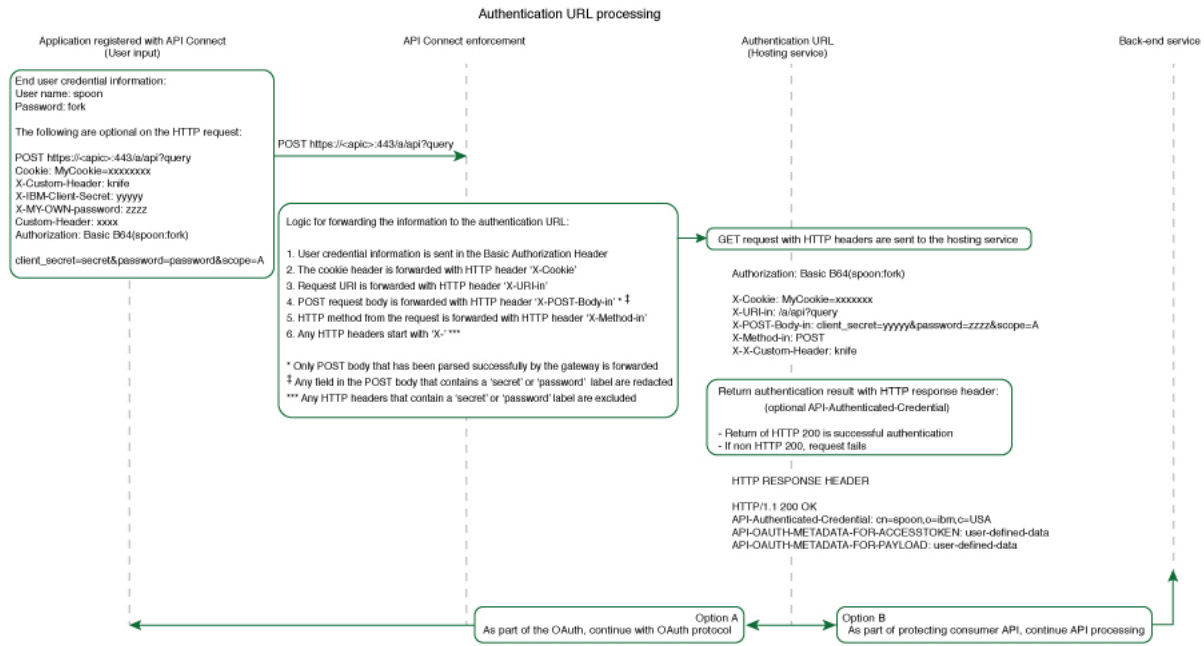 Authentication URL processing
Application registered with API Connect
(User input)
API Connect enforcement
Authentication URL
(Hosting service)
Back-end service
End user credential information:
User name: spoon
Password: fork
The following are optional on the HTTP request:
POST https://<apic>:443/a/api?query
Cookie: MyCookie=xxxxxxxx
X-Custom-Header: knife
X-IBM-Client-Secret: yyyyy
X-MY-OWN-password: zzzz
Custom-Header: xxxx
Authorization: Basic B64(spoon:fork)
client_secret=secret&password=password&scope=A
POST https://<apic>:443/a/api?query
Logic for forwarding the information to the authentication URL:
1. User credential information is sent in the Basic Authorization Header
2. The cookie header is forwarded with HTTP header ‘X-Cookie’
3. Request URI is forwarded with HTTP header ‘X-URI-in’
4. POST request body is forwarded with HTTP header ‘X-POST-Body-in’ * ‡
5. HTTP method from the request is forwarded with HTTP header ‘X-Method-in’
6. Any HTTP headers start with ‘X-’ ***
* Only POST body that has been parsed successfully by the gateway is forwarded
‡ Any field in the POST body that contains a ‘secret’ or ‘password’ label are redacted
*** Any HTTP headers that contain a ‘secret’ or ‘password’ label are excluded
GET request with HTTP headers are sent to the hosting service
Authorization: Basic B64(spoon:fork)
X-Cookie: MyCookie=xxxxxxx
X-URI-in: /a/api?query
X-POST-Body-in: client_secret=yyyyy&password=zzzz&scope=A
X-Method-in: POST
X-X-Custom-Header: knife
Return authentication result with HTTP response header:
(optional API-Authenticated-Credential)
- Return of HTTP 200 is successful authentication
- If non HTTP 200, request fails
HTTP RESPONSE HEADER
HTTP/1.1 200 OK
API-Authenticated-Credential: cn=spoon,o=ibm,c=USA
API-OAUTH-METADATA-FOR-ACCESSTOKEN: user-defined-data
API-OAUTH-METADATA-FOR-PAYLOAD: user-defined-data
Option A
As part of the OAuth, continue with OAuth protocol
Option B
As part of protecting consumer API, continue API processing